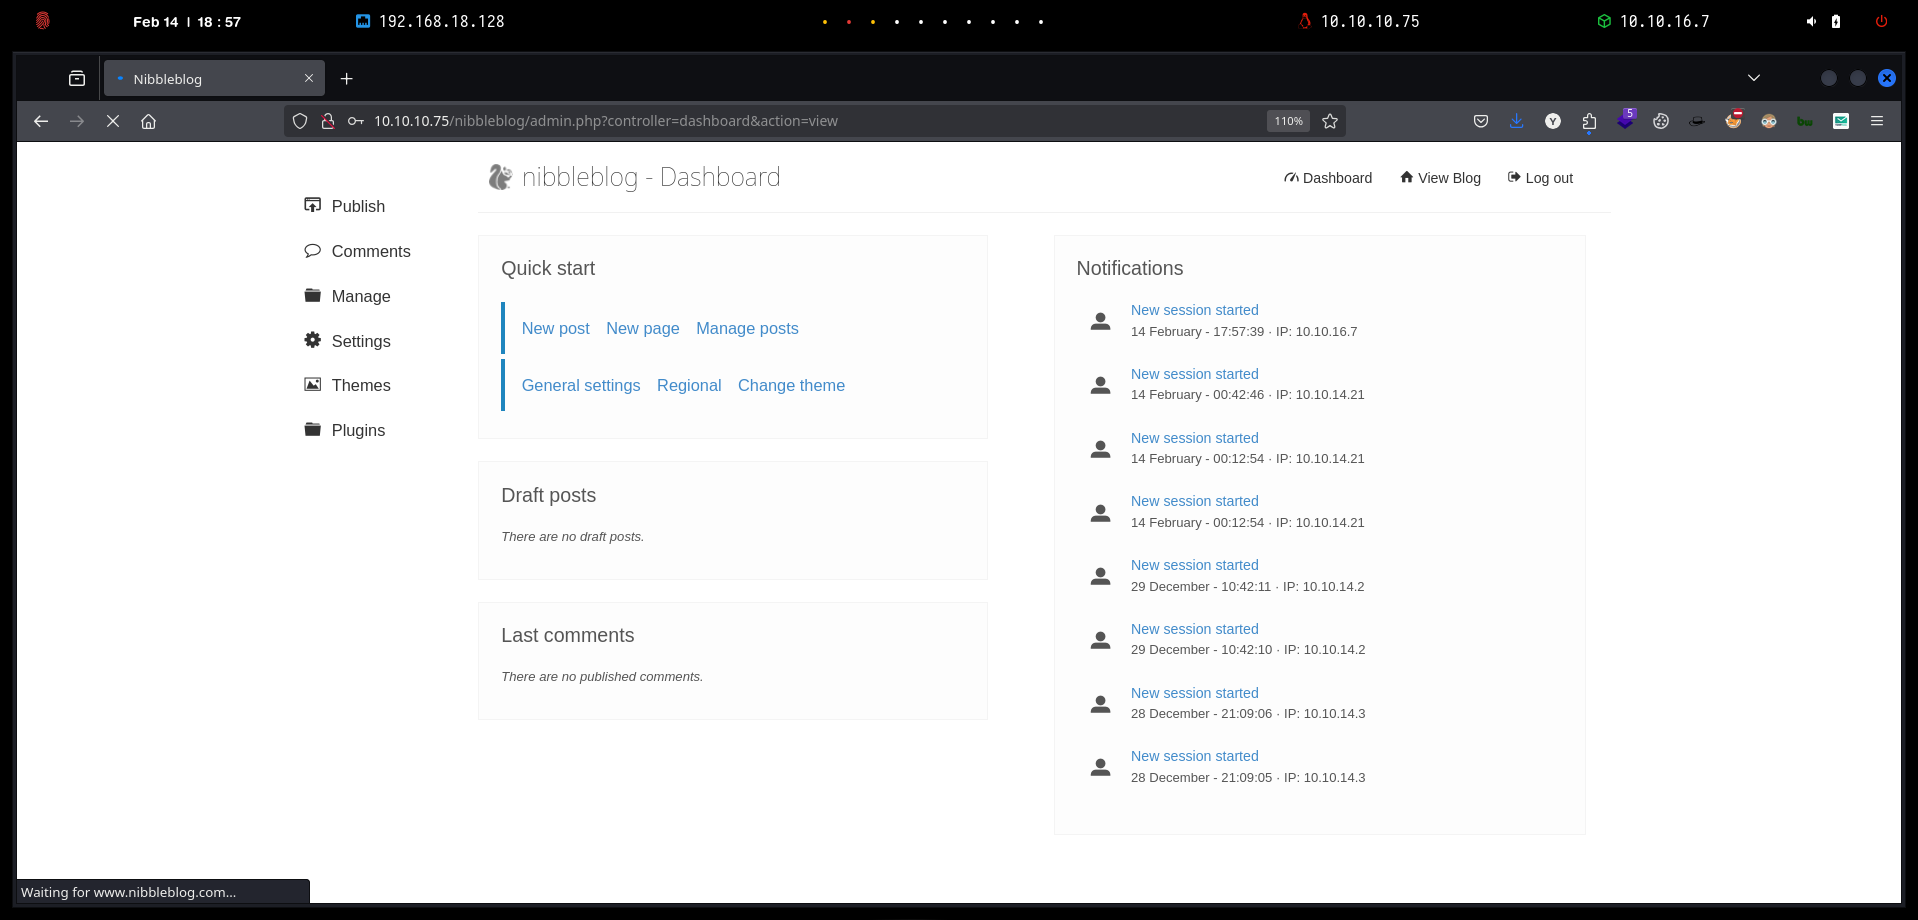 Feb 14 | 18 : 57
192.168.18.128
10.10.10.75
10.10.16.7
Nibbleblog
10.10.10.75/nibbleblog/admin.php?controller=dashboard&action=view
110%
Y
5
bw
nibbleblog - Dashboard
Dashboard
View Blog
Log out
Publish
Comments
Manage
Settings
Themes
Plugins
Quick start
New post New page Manage posts
General settings Regional Change theme
Draft posts
There are no draft posts.
Last comments
There are no published comments.
Notifications
New session started
14 February - 17:57:39 · IP: 10.10.16.7
New session started
14 February - 00:42:46 · IP: 10.10.14.21
New session started
14 February - 00:12:54 · IP: 10.10.14.21
New session started
14 February - 00:12:54 · IP: 10.10.14.21
New session started
29 December - 10:42:11 · IP: 10.10.14.2
New session started
29 December - 10:42:10 · IP: 10.10.14.2
New session started
28 December - 21:09:06 · IP: 10.10.14.3
New session started
28 December - 21:09:05 · IP: 10.10.14.3
Waiting for www.nibbleblog.com...